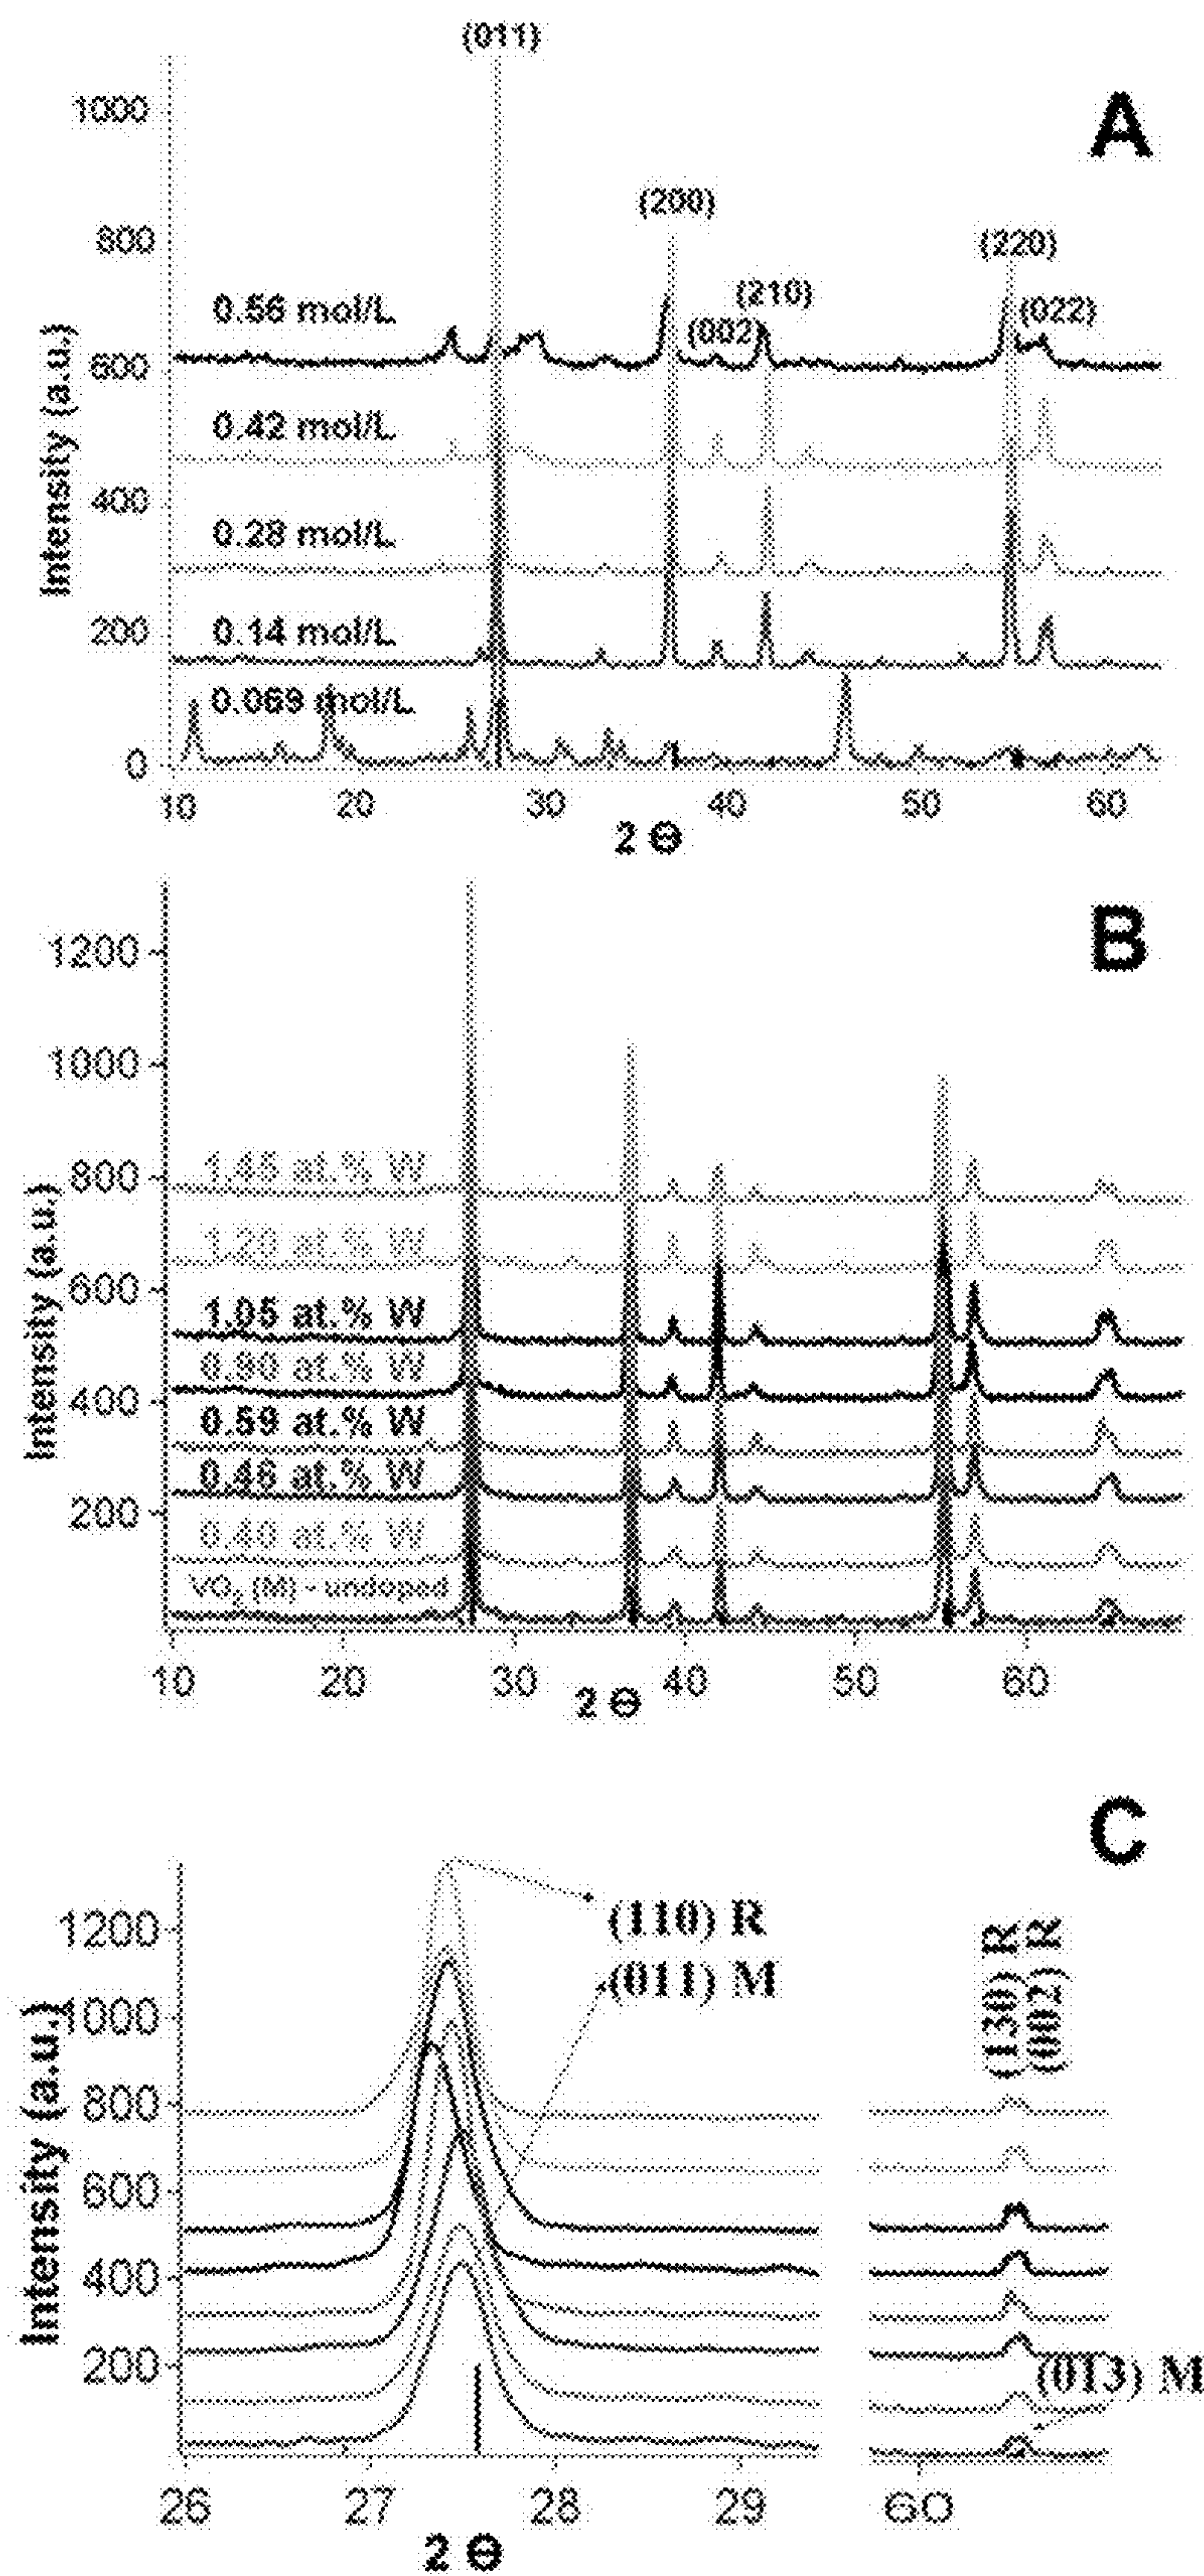 (011)
A
1000
(200)
800
(220)
(210)
0.56 mol/L
(022)
(002)
600
0.42 mol/L
Intensity (a.u.)
400
0.28 mol/L
200
0.14 mol/L
0.069 mol/L
0
10 20 30 40 50 60
2 Θ
B
1200
1000
1.45 at.% W
800
1.20 at.% W
Intensity (a.u.)
600
1.05 at.% W
0.90 at.% W
400
0.59 at.% W
0.46 at.% W
200
0.40 at.% W
VO2 (M) - undoped
10 20 30 40 50 60
2 Θ
C
(110) R
1200
(011) M
(130) R
(002) R
1000
800
Intensity (a.u.)
600
400
200
(013) M
26 27 28 29 60
2 Θ